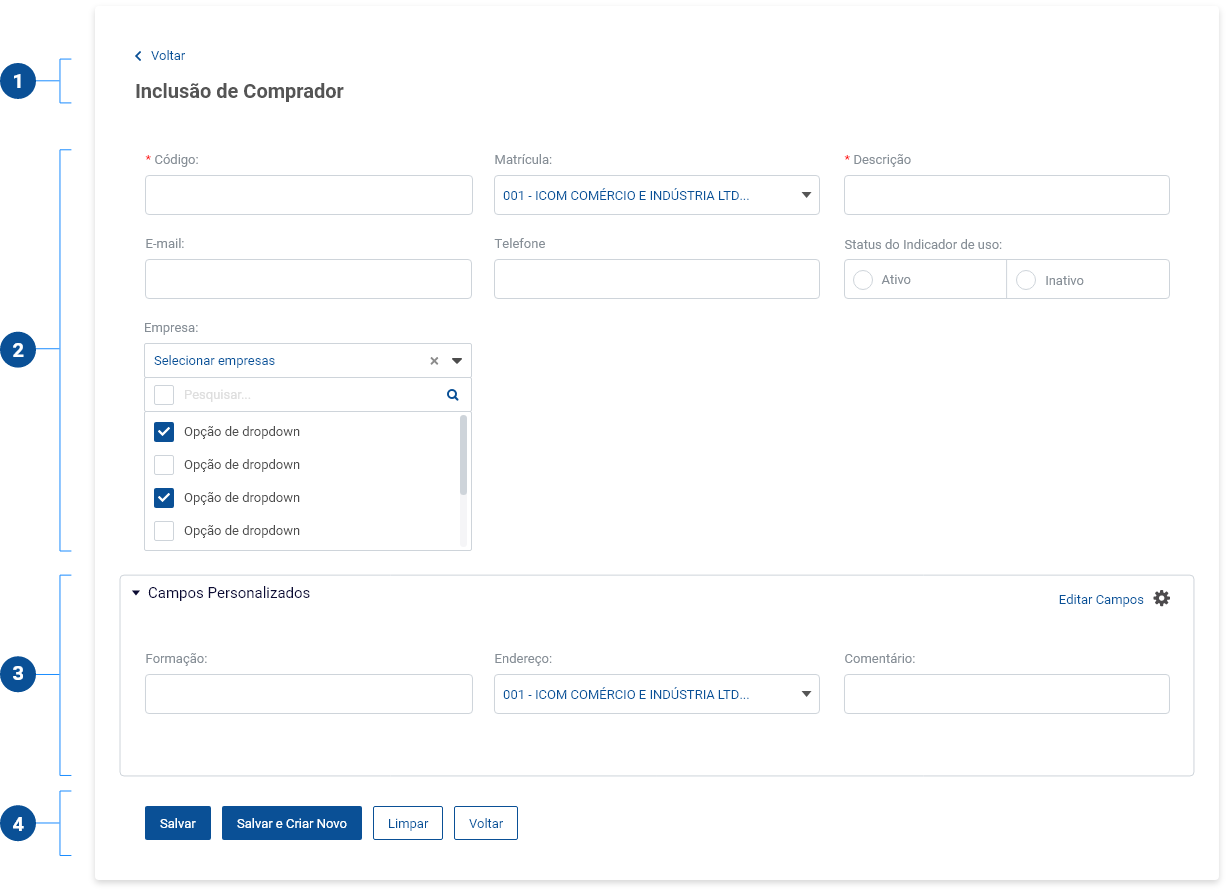 Voltar
1
Inclusão de Comprador
* Código:
Matrícula:
* Descrição
001 - ICOM COMÉRCIO E INDÚSTRIA LTD...
E-mail:
Telefone
Status do Indicador de uso:
Ativo
Inativo
Empresa:
2
Selecionar empresas
Pesquisar...
Opção de dropdown
Opção de dropdown
Opção de dropdown
Opção de dropdown
Campos Personalizados
Editar Campos
Formação:
Endereço:
Comentário:
3
001 - ICOM COMÉRCIO E INDÚSTRIA LTD...
4
Salvar
Salvar e Criar Novo
Limpar
Voltar